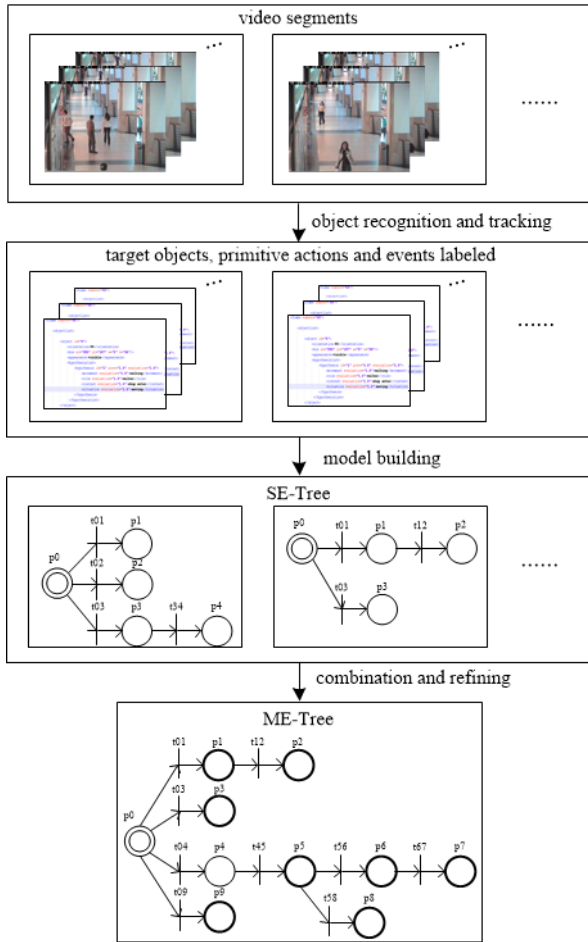 video segments
...
...
......
object recognition and tracking
target objects, primitive actions and events labeled
...
...
......
model building
SE-Tree
t01 p1
p0
t02 p2
t03 p3 t34 p4
p0 t01 p1 t12 p2
t03 p3
......
combination and refining
ME-Tree
t01 p1 t12 p2
t03 p3
p0
t04 p4 t45 p5 t56 p6 t67 p7
t09 p9 t58 p8